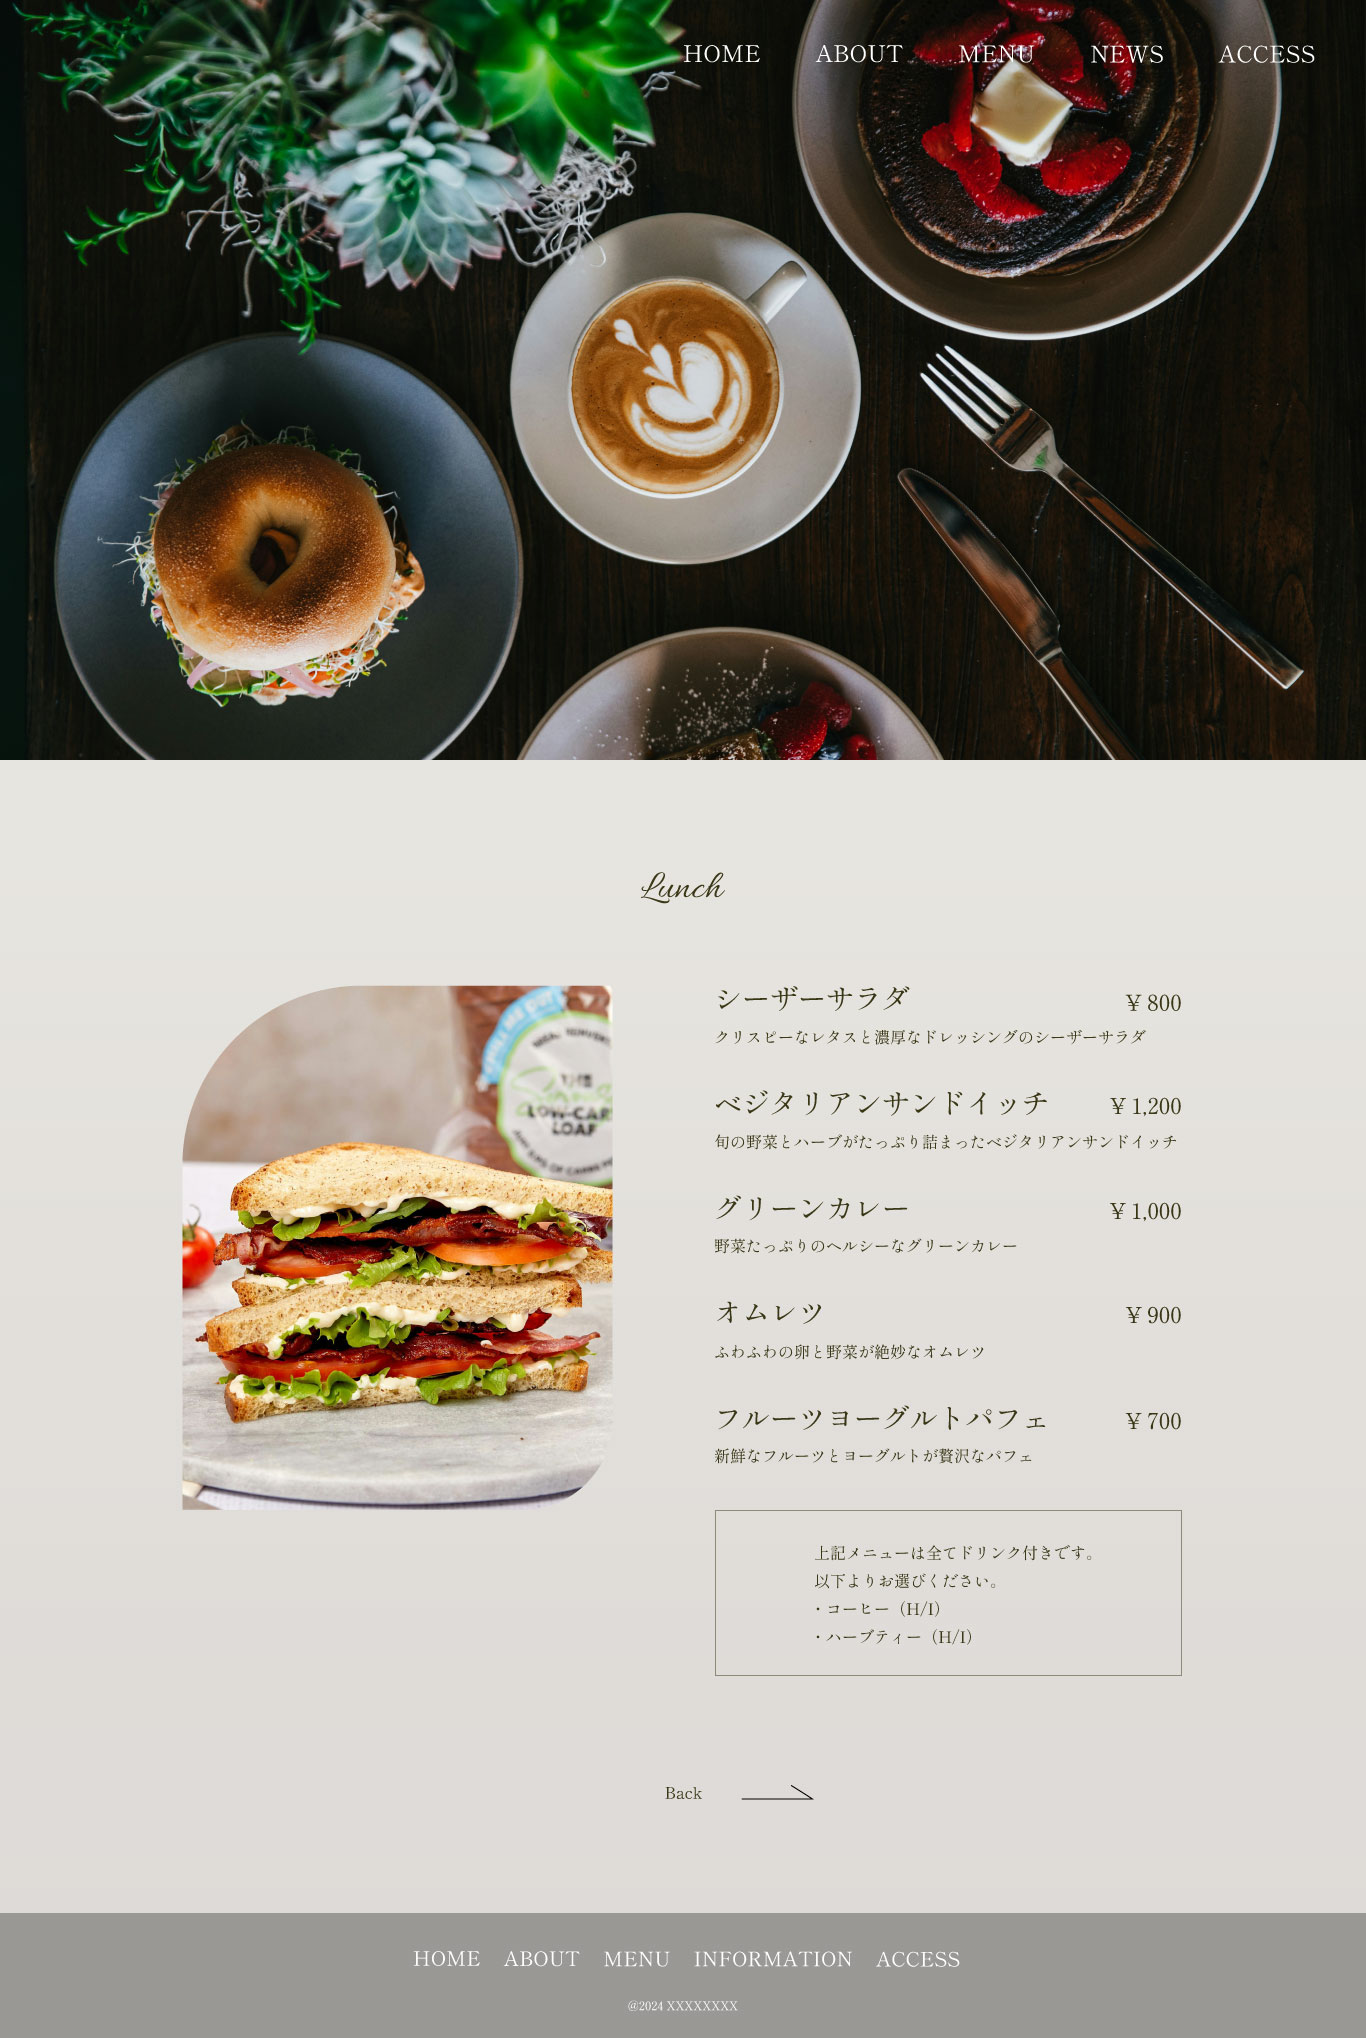 HOME ABOUT MENU NEWS ACCESS
Lunch
THE
LOW-CARB
LOAF
シーザーサラダ ¥ 800
クリスピーなレタスと濃厚なドレッシングのシーザーサラダ
ベジタリアンサンドイッチ ¥ 1,200
旬の野菜とハーブがたっぷり詰まったベジタリアンサンドイッチ
グリーンカレー ¥ 1,000
野菜たっぷりのヘルシーなグリーンカレー
オムレツ ¥ 900
ふわふわの卵と野菜が絶妙なオムレツ
フルーツヨーグルトパフェ ¥ 700
新鮮なフルーツとヨーグルトが贅沢なパフェ
上記メニューは全てドリンク付きです。
以下よりお選びください。
・コーヒー（H/I）
・ハーブティー（H/I）
Back
HOME ABOUT MENU INFORMATION ACCESS
@2024 XXXXXXXX